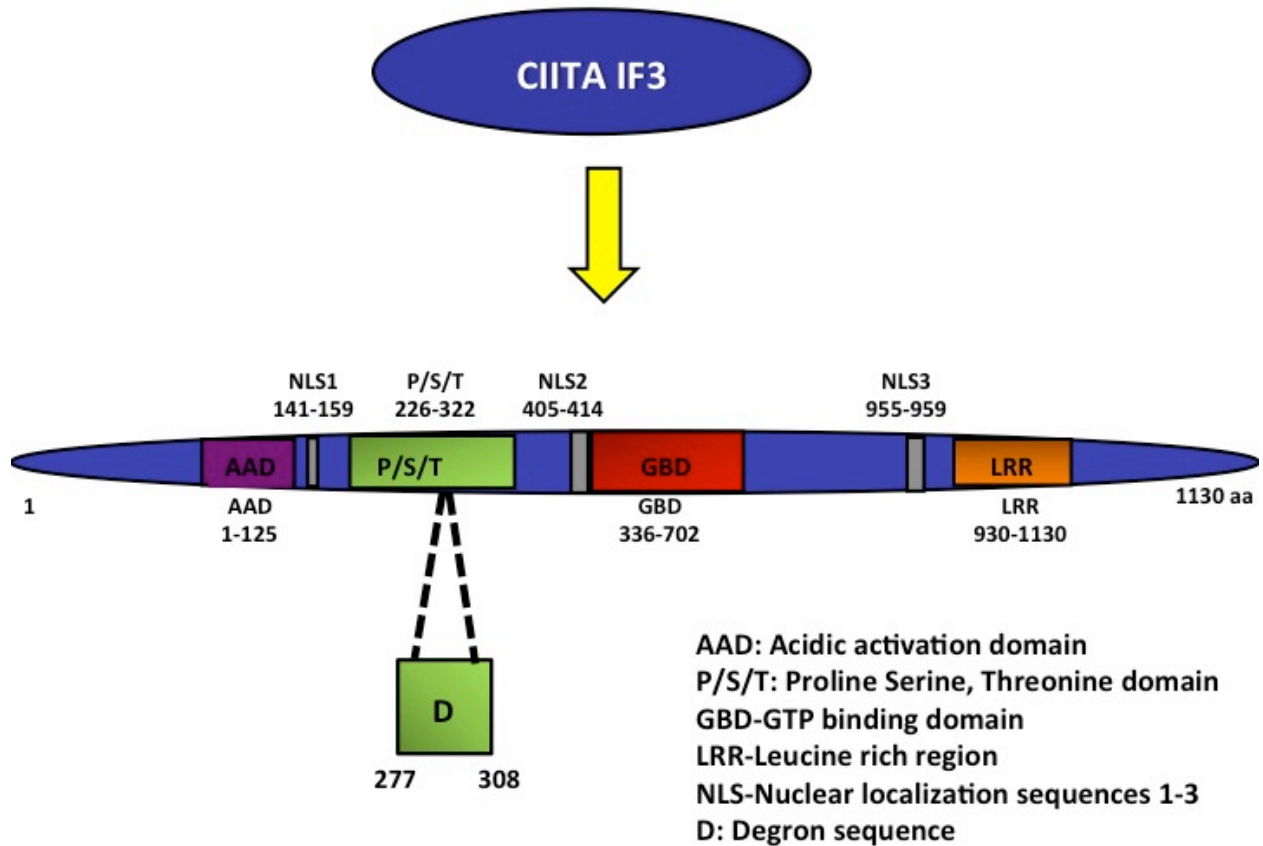 CIITA IF3
NLS1
141-159
P/S/T
226-322
NLS2
405-414
NLS3
955-959
AAD
P/S/T
GBD
LRR
1
AAD
1-125
GBD
336-702
LRR
930-1130
1130 aa
D
277
308
AAD: Acidic activation domain
P/S/T: Proline Serine, Threonine domain
GBD-GTP binding domain
LRR-Leucine rich region
NLS-Nuclear localization sequences 1-3
D: Degron sequence